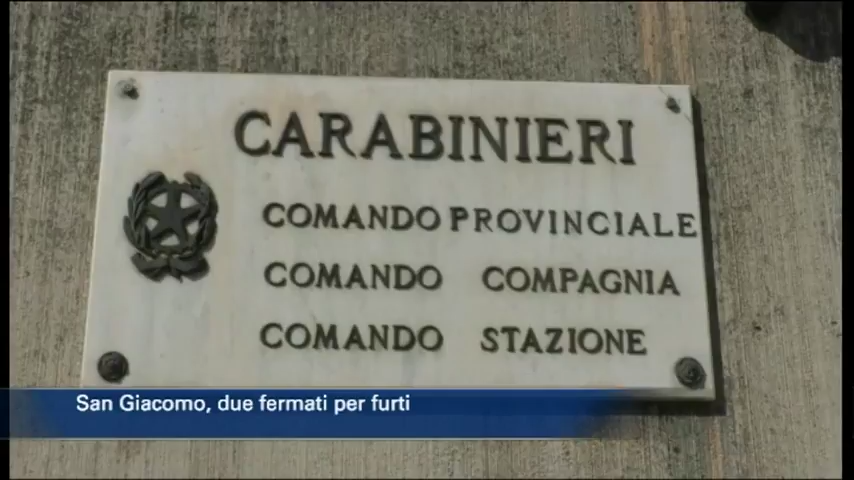 CARABINIERI
COMANDO PROVINCIALE
COMANDO COMPAGNIA
COMANDO STAZIONE
San Giacomo, due fermati per furti